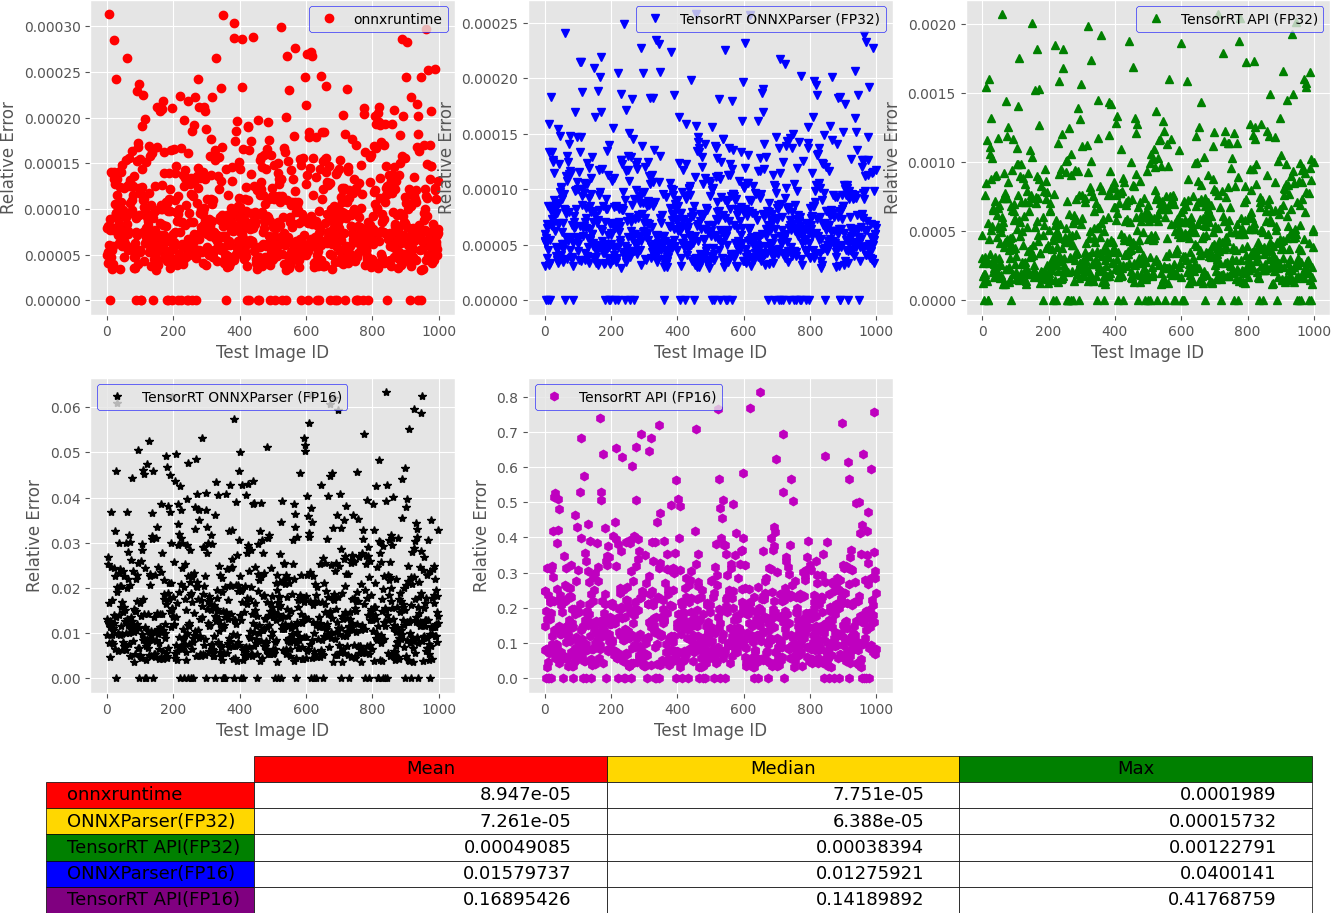 onnxruntime
0.00030
0.00025
0.00020
0.00015
0.00010
0.00005
0.00000
Relative Error
0 200 400 600 800 1000
Test Image ID
TensorRT ONNXParser (FP32)
0.00025
0.00020
0.00015
0.00010
0.00005
0.00000
Relative Error
0 200 400 600 800 1000
Test Image ID
TensorRT API (FP32)
0.0020
0.0015
0.0010
0.0005
0.0000
Relative Error
0 200 400 600 800 1000
Test Image ID
TensorRT ONNXParser (FP16)
0.06
0.05
0.04
0.03
0.02
0.01
0.00
Relative Error
0 200 400 600 800 1000
Test Image ID
TensorRT API (FP16)
0.8
0.7
0.6
0.5
0.4
0.3
0.2
0.1
0.0
Relative Error
0 200 400 600 800 1000
Test Image ID
Mean Median Max
onnxruntime 8.947e-05 7.751e-05 0.0001989
ONNXParser(FP32) 7.261e-05 6.388e-05 0.00015732
TensorRT API(FP32) 0.00049085 0.00038394 0.00122791
ONNXParser(FP16) 0.01579737 0.01275921 0.0400141
TensorRT API(FP16) 0.16895426 0.14189892 0.41768759